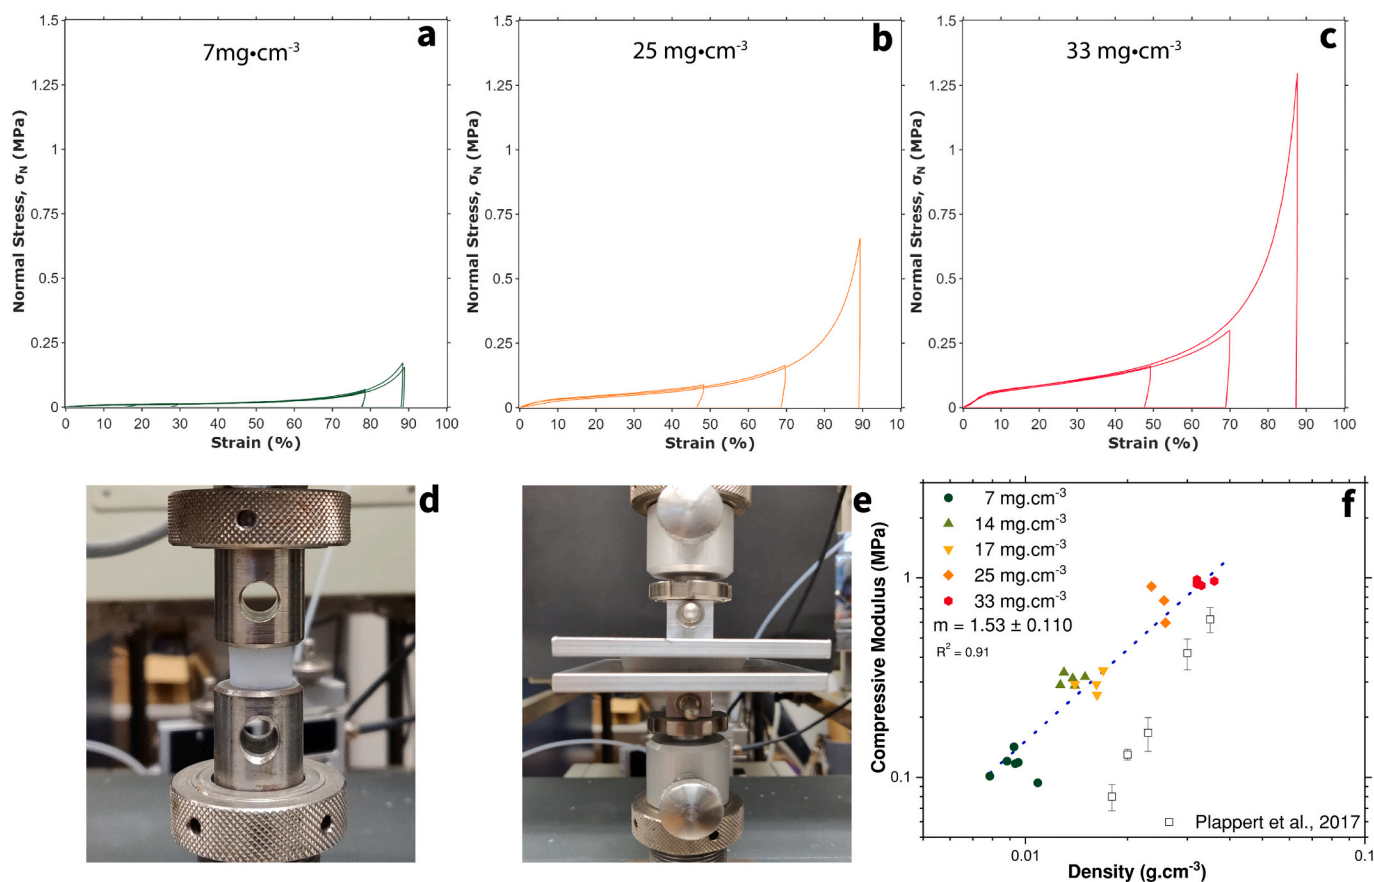 a
7mg•cm-3
1.5
1.25
1
0.75
0.5
0.25
0
0 10 20 30 40 50 60 70 80 90 100
Normal Stress, σN (MPa)
Strain (%)
b
25 mg•cm-3
1.5
1.25
1
0.75
0.5
0.25
0
0 10 20 30 40 50 60 70 80 90 10
Normal Stress, σN (MPa)
Strain (%)
c
33 mg•cm-3
1.5
1.25
1
0.75
0.5
0.25
0
0 10 20 30 40 50 60 70 80 90 100
Normal Stress, σN (MPa)
Strain (%)
d
e
f
7 mg.cm-3
14 mg.cm-3
17 mg.cm-3
25 mg.cm-3
33 mg.cm-3
m = 1.53 ± 0.110
R2 = 0.91
Plappert et al., 2017
1
0.1
0.01 0.1
Compressive Modulus (MPa)
Density (g.cm-3)